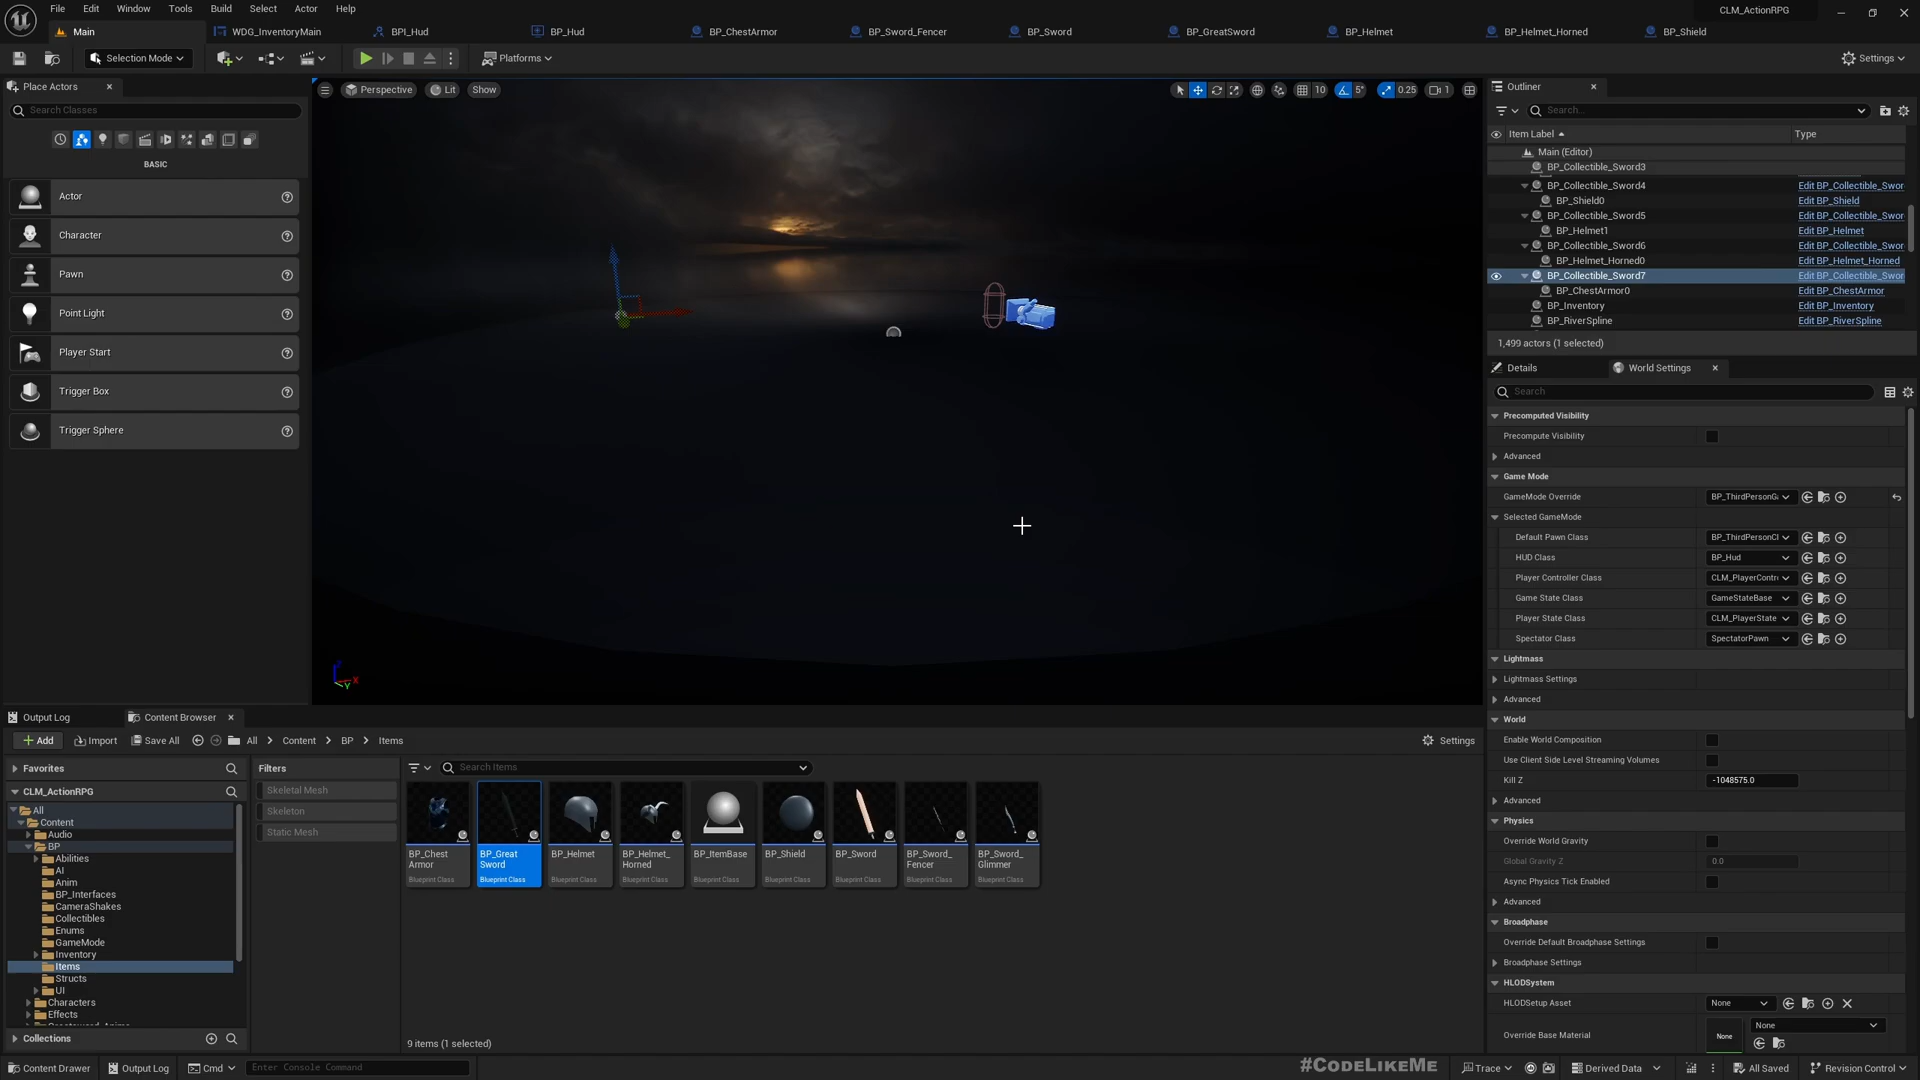 File Edit Window Tools Build Select Actor Help
CLM_ActionRPG
Main WDG_InventoryMain BPI_Hud BP_Hud BP_ChestArmor BP_Sword_Fencer BP_Sword BP_GreatSword BP_Helmet BP_Helmet_Horned BP_Shield
Selection Mode Platforms Settings
Place Actors
Search Classes
BASIC
Actor
Character
Pawn
Point Light
Player Start
Trigger Box
Trigger Sphere
Perspective Lit Show
10 5° 0.25 1
Z X Y
Outliner
Search...
Item Label Type
Main (Editor)
BP_Collectible_Sword3
BP_Collectible_Sword4 Edit BP_Collectible_Swor
BP_Shield0 Edit BP_Shield
BP_Collectible_Sword5 Edit BP_Collectible_Swor
BP_Helmet1 Edit BP_Helmet
BP_Collectible_Sword6 Edit BP_Collectible_Swor
BP_Helmet_Horned0 Edit BP_Helmet_Horned
BP_Collectible_Sword7 Edit BP_Collectible_Swor
BP_ChestArmor0 Edit BP_ChestArmor
BP_Inventory Edit BP_Inventory
BP_RiverSpline Edit BP_RiverSpline
1,499 actors (1 selected)
Details World Settings
Search
Precomputed Visibility
Precompute Visibility
Advanced
Game Mode
GameMode Override BP_ThirdPersonG
Selected GameMode
Default Pawn Class BP_ThirdPersonCl
HUD Class BP_Hud
Player Controller Class CLM_PlayerContr
Game State Class GameStateBase
Player State Class CLM_PlayerState
Spectator Class SpectatorPawn
Lightmass
Lightmass Settings
Advanced
World
Enable World Composition
Use Client Side Level Streaming Volumes
Kill Z -1048575.0
Advanced
Physics
Override World Gravity
Global Gravity Z 0.0
Async Physics Tick Enabled
Advanced
Broadphase
Override Default Broadphase Settings
Broadphase Settings
HLODSystem
HLODSetup Asset None
Override Base Material None None
Output Log Content Browser
Add Import Save All All Content BP Items Settings
Favorites
CLM_ActionRPG
All
Content
Audio
BP
Abilities
AI
Anim
BP_Interfaces
CameraShakes
Collectibles
Enums
GameMode
Inventory
Items
Structs
UI
Characters
Effects
Collections
Filters
Skeletal Mesh
Skeleton
Static Mesh
Search Items
BP_Chest Armor Blueprint Class
BP_Great Sword Blueprint Class
BP_Helmet Blueprint Class
BP_Helmet_ Horned Blueprint Class
BP_ItemBase Blueprint Class
BP_Shield Blueprint Class
BP_Sword Blueprint Class
BP_Sword_ Fencer Blueprint Class
BP_Sword_ Glimmer Blueprint Class
9 items (1 selected)
#CODELIKEME
Content Drawer Output Log Cmd Enter Console Command Trace Derived Data All Saved Revision Control